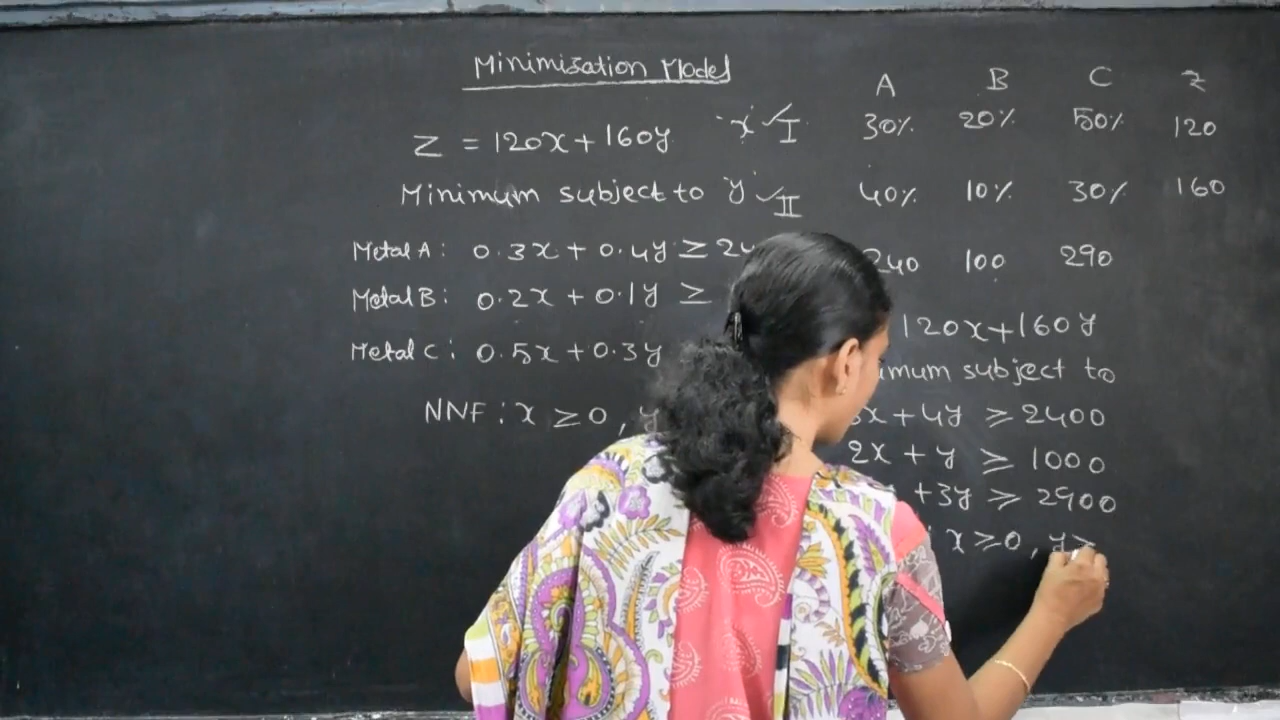 Minimisation Model
A B C Z
Z = 120x + 160y 'x' ✓ I 30% 20% 50% 120
Minimum subject to 'y' ✓ II 40% 10% 30% 160
Metal A : 0.3x + 0.4y ≥ 24
240 100 290
Metal B : 0.2x + 0.1y ≥
120x + 160y
Metal C : 0.5x + 0.3y
subject to
NNF : x ≥ 0 ,
x + 4y ≥ 2400
2x + y ≥ 1000
+3y ≥ 2900
x ≥ 0 , y ≥